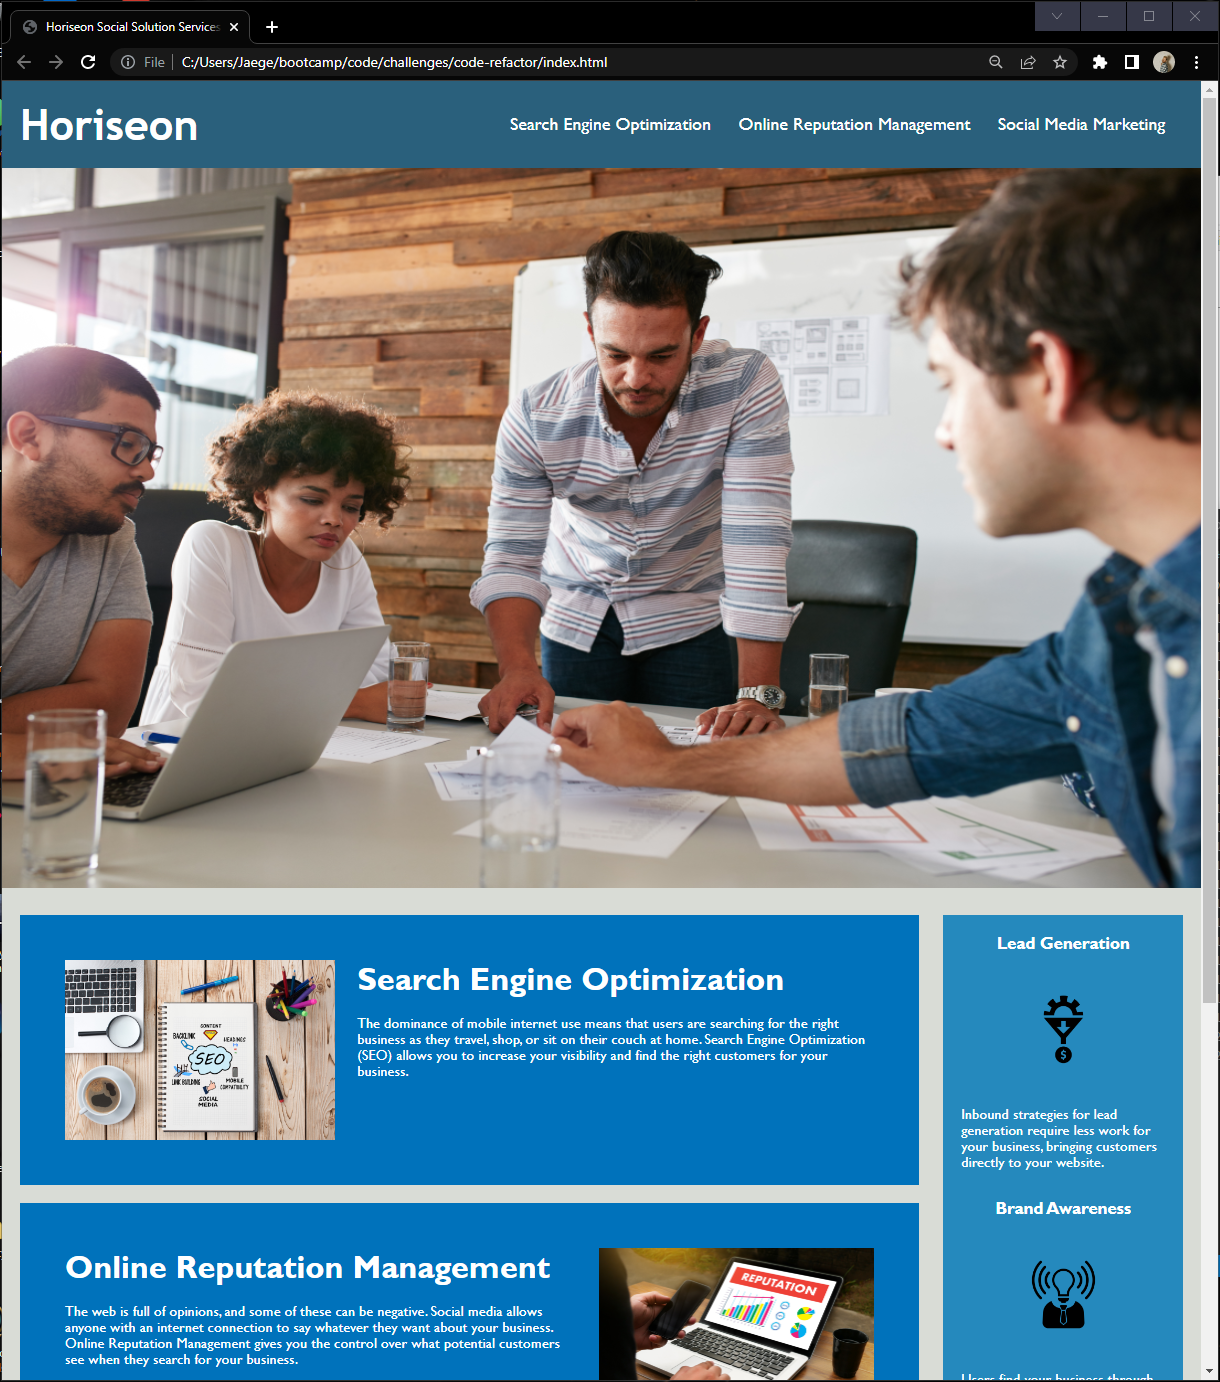 Horiseon Social Solution Services
File
C:/Users/Jaege/bootcamp/code/challenges/code-refactor/index.html
Horiseon
Search Engine Optimization
Online Reputation Management
Social Media Marketing
CONTENT
BACKLINK
HEADINGS
SEO
LINK BUILDING
MOBILE
COMPATIBILITY
SOCIAL
MEDIA
Search Engine Optimization
The dominance of mobile internet use means that users are searching for the right
business as they travel, shop, or sit on their couch at home. Search Engine Optimization
(SEO) allows you to increase your visibility and find the right customers for your
business.
Online Reputation Management
The web is full of opinions, and some of these can be negative. Social media allows
anyone with an internet connection to say whatever they want about your business.
Online Reputation Management gives you the control over what potential customers
see when they search for your business.
REPUTATION
Lead Generation
$
Inbound strategies for lead
generation require less work for
your business, bringing customers
directly to your website.
Brand Awareness
Users find your business through